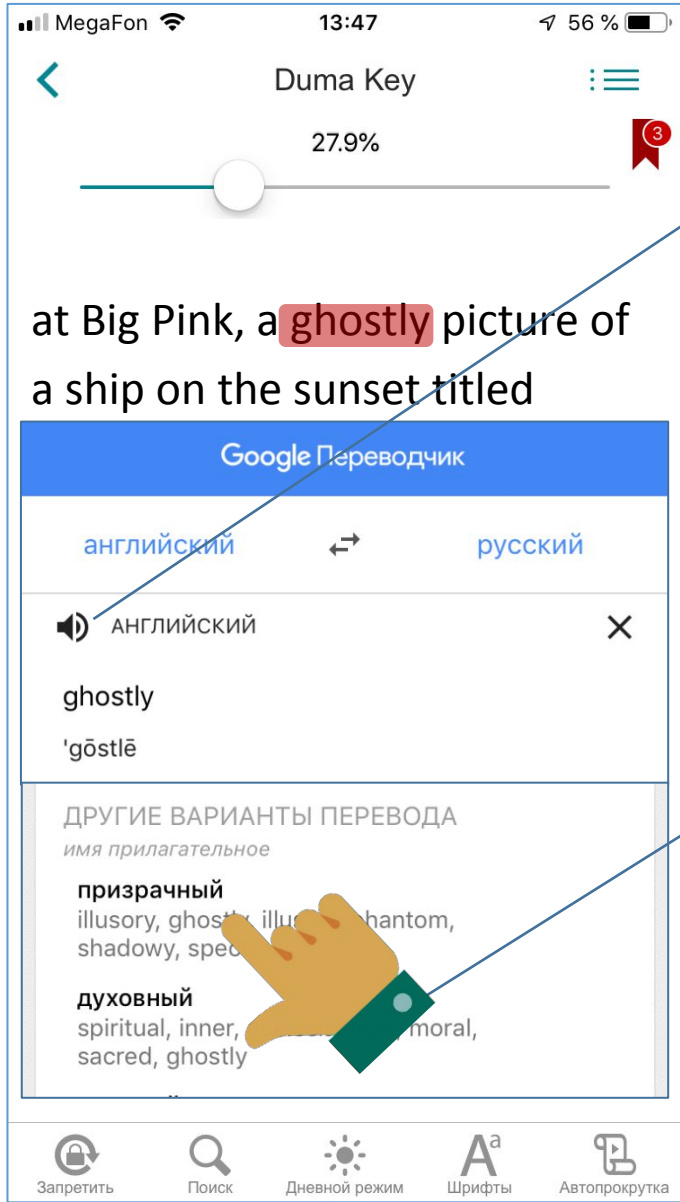 MegaFon 13:47 56 %
Duma Key
27.9%
3
at Big Pink, a ghostly picture of
a ship on the sunset titled
Google Переводчик
английский русский
АНГЛИЙСКИЙ
ghostly
'gōstlē
ДРУГИЕ ВАРИАНТЫ ПЕРЕВОДА
имя прилагательное
призрачный
illusory, ghostly, phantom,
shadowy,
духовный
spiritual, inner, moral,
sacred, ghostly
Запретить Поиск Дневной режим Aª Шрифты Автопрокрутка